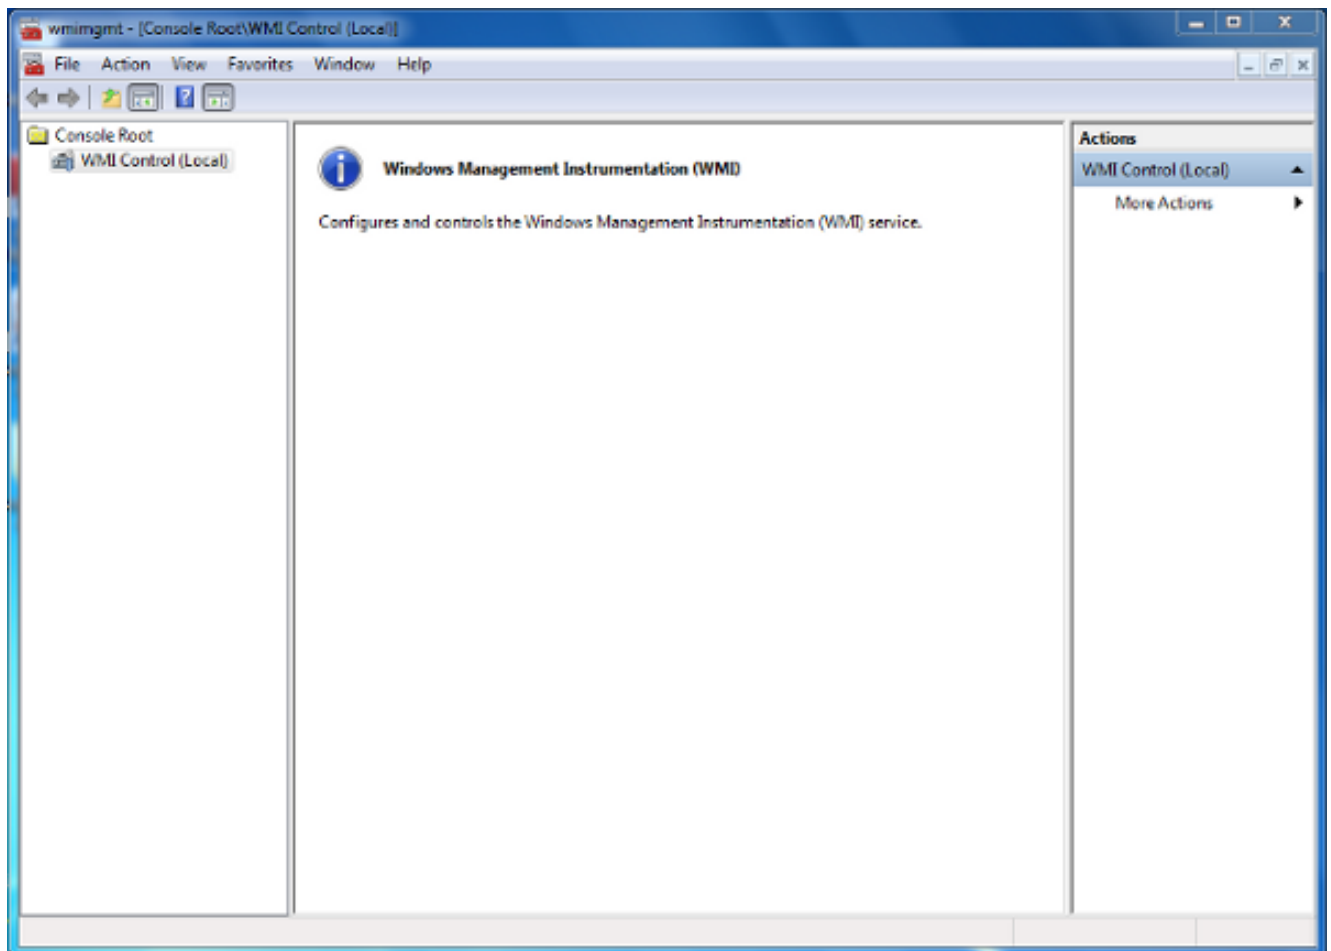 wmimgmt - [Console Root\WMI Control (Local)]
File Action View Favorites Window Help
Console Root
WMI Control (Local)
Windows Management Instrumentation (WMI)
Configures and controls the Windows Management Instrumentation (WMI) service.
Actions
WMI Control (Local)
More Actions